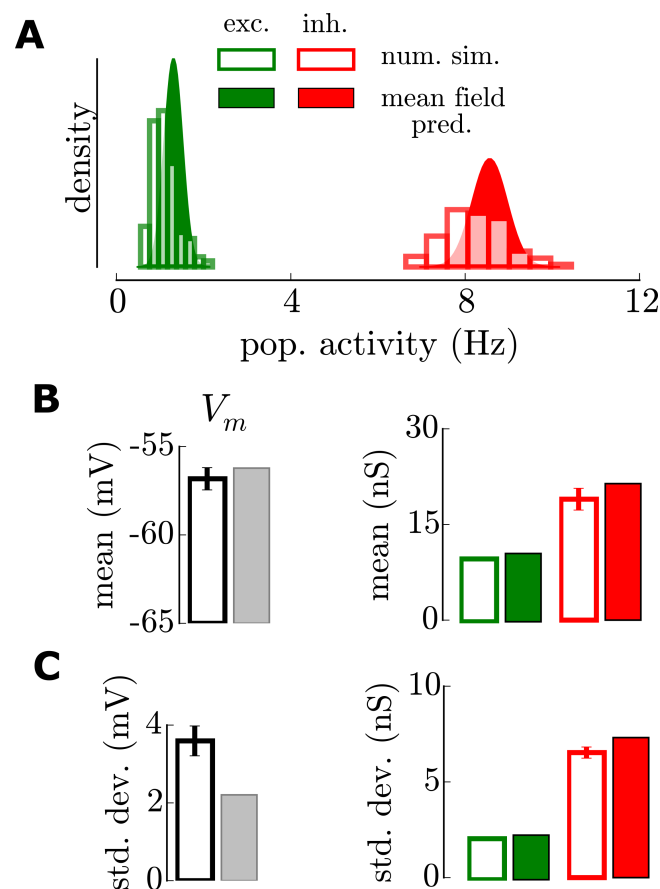 A
exc. inh.
num. sim.
mean field
pred.
density
0 4 8 12
pop. activity (Hz)
B
V_m
-55
-60
-65
mean (mV)
30
15
0
mean (nS)
C
4
2
0
std. dev. (mV)
10
5
0
std. dev. (nS)